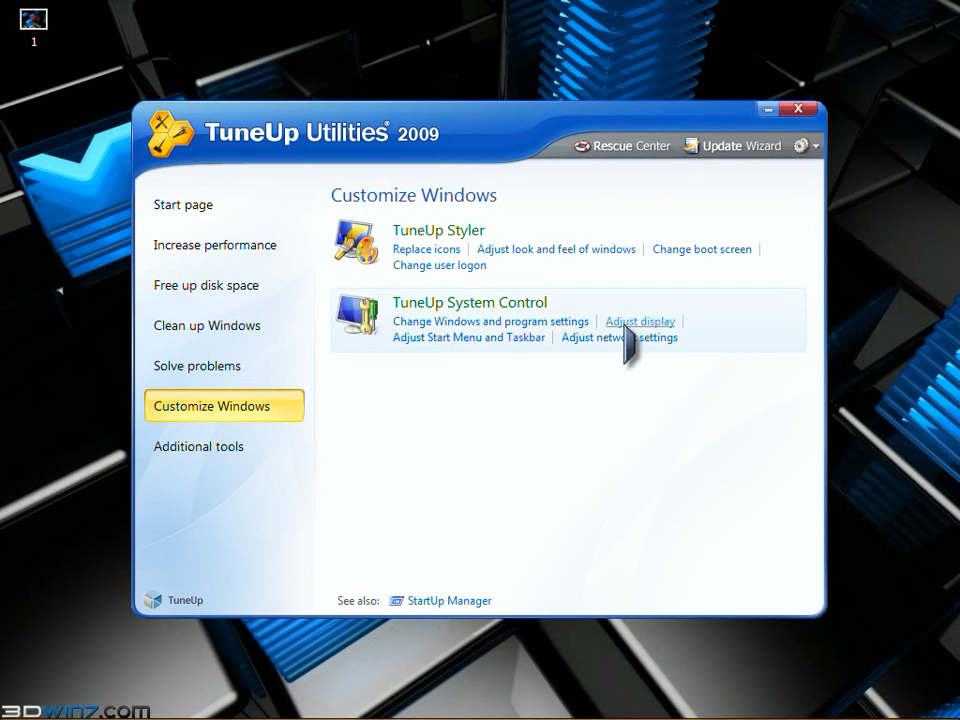 1
TuneUp Utilities® 2009
Rescue Center
Update Wizard
Start page
Increase performance
Free up disk space
Clean up Windows
Solve problems
Customize Windows
Additional tools
TuneUp
Customize Windows
TuneUp Styler
Replace icons | Adjust look and feel of windows | Change boot screen |
Change user logon
TuneUp System Control
Change Windows and program settings | Adjust display |
Adjust Start Menu and Taskbar | Adjust network settings
See also: StartUp Manager
3Dwinz.com